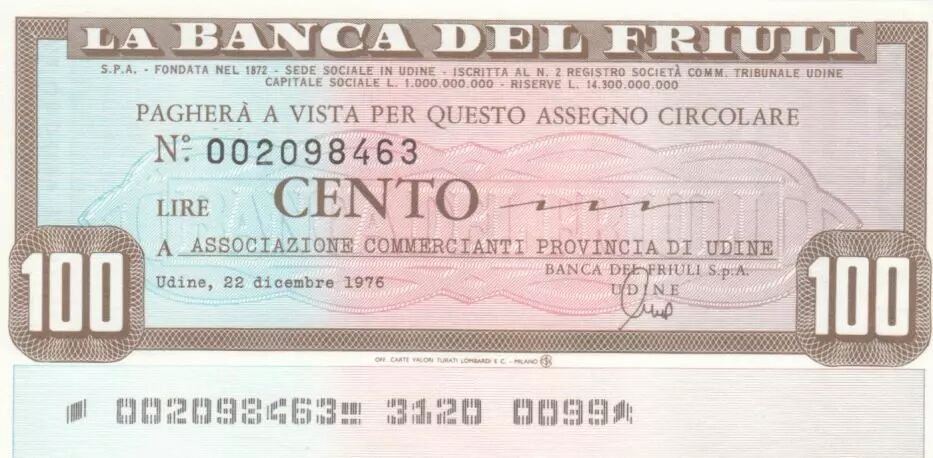 LA BANCA DEL FRIULI
S.P.A. - FONDATA NEL 1872 - SEDE SOCIALE IN UDINE - ISCRITTA AL N. 2 REGISTRO SOCIETÀ COMM. TRIBUNALE UDINE
CAPITALE SOCIALE L. 1.000.000.000 - RISERVE L. 14.300.000.000
PAGHERÀ A VISTA PER QUESTO ASSEGNO CIRCOLARE
Nº. 002098463
LIRE CENTO
A ASSOCIAZIONE COMMERCIANTI PROVINCIA DI UDINE
BANCA DEL FRIULI S.p.A.
Udine, 22 dicembre 1976
UDINE
100 100
OFF. CARTE VALORI TURATI LOMBARDI E C. - MILANO
002098463 3120 0099